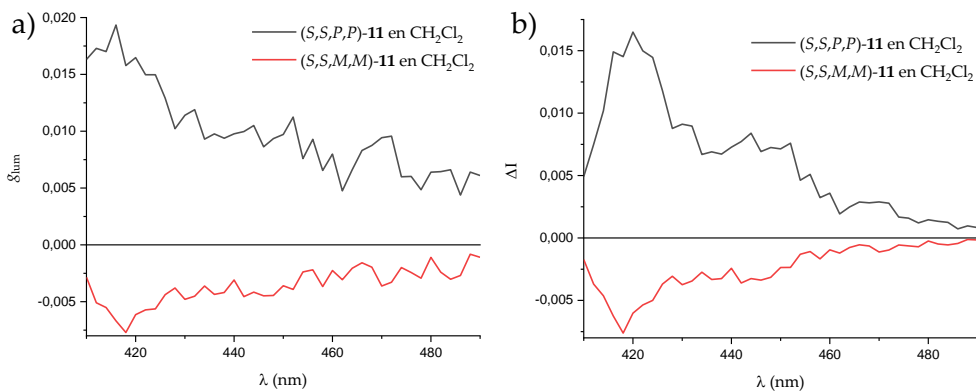 a)
0,020
0,015
0,010
0,005
0,000
-0,005
g_lum
420 440 460 480
λ (nm)
(S,S,P,P)-11 en CH₂Cl₂
(S,S,M,M)-11 en CH₂Cl₂
b)
0,015
0,010
0,005
0,000
-0,005
ΔI
420 440 460 480
λ (nm)
(S,S,P,P)-11 en CH₂Cl₂
(S,S,M,M)-11 en CH₂Cl₂